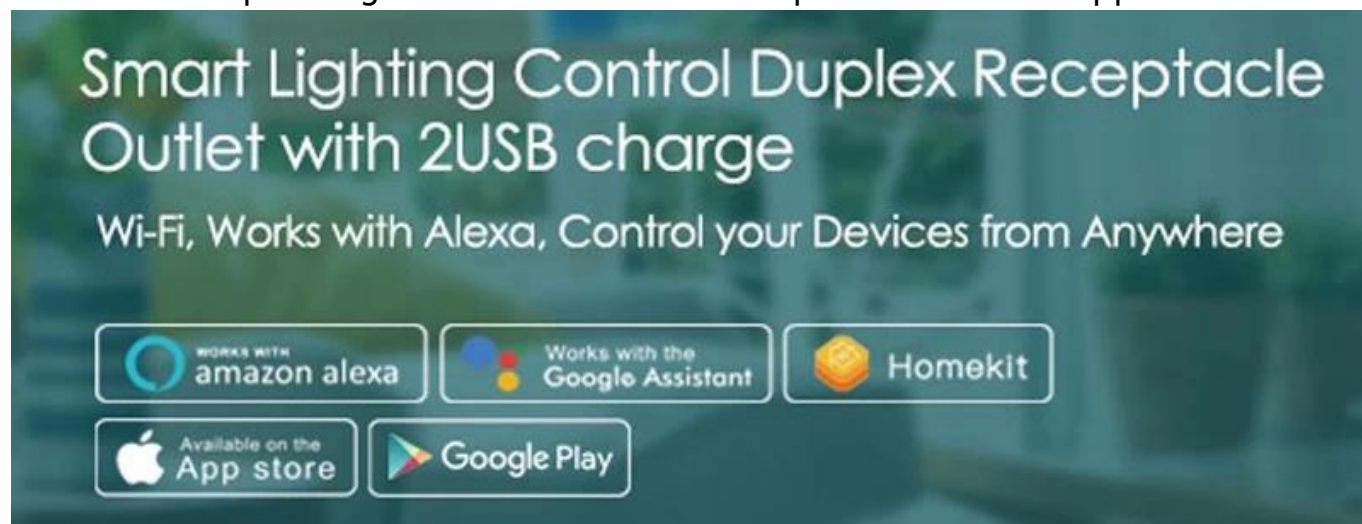 Smart Lighting Control Duplex Receptacle
Outlet with 2USB charge
Wi-Fi, Works with Alexa, Control your Devices from Anywhere
WORKS WITH
amazon alexa
Works with the
Google Assistant
Homekit
Available on the
App store
Google Play